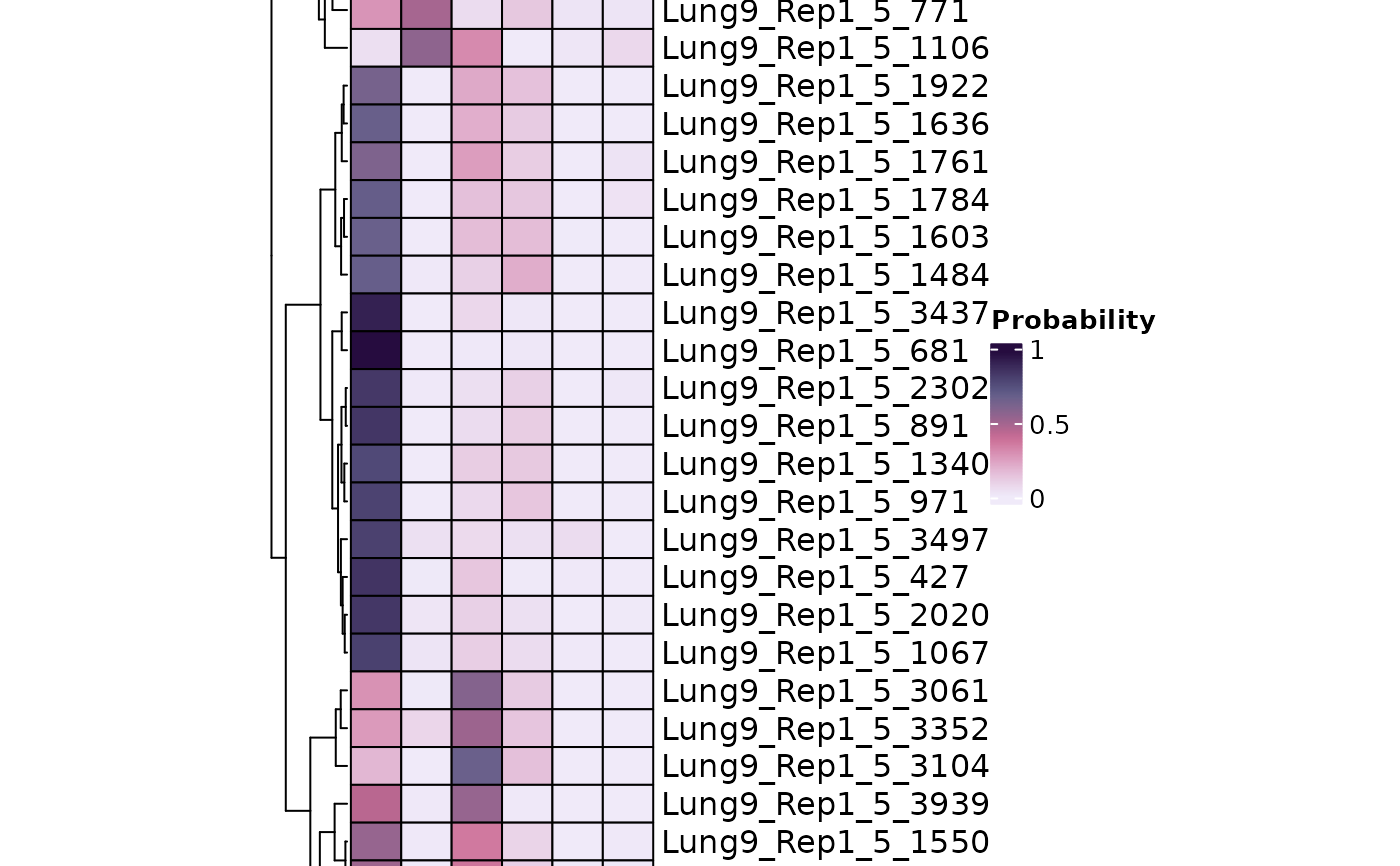 Lung9_Rep1_5_771
Lung9_Rep1_5_1106
Lung9_Rep1_5_1922
Lung9_Rep1_5_1636
Lung9_Rep1_5_1761
Lung9_Rep1_5_1784
Lung9_Rep1_5_1603
Lung9_Rep1_5_1484
Lung9_Rep1_5_3437
Lung9_Rep1_5_681
Lung9_Rep1_5_2302
Lung9_Rep1_5_891
Lung9_Rep1_5_1340
Lung9_Rep1_5_971
Lung9_Rep1_5_3497
Lung9_Rep1_5_427
Lung9_Rep1_5_2020
Lung9_Rep1_5_1067
Lung9_Rep1_5_3061
Lung9_Rep1_5_3352
Lung9_Rep1_5_3104
Lung9_Rep1_5_3939
Lung9_Rep1_5_1550
Probability
1
0.5
0